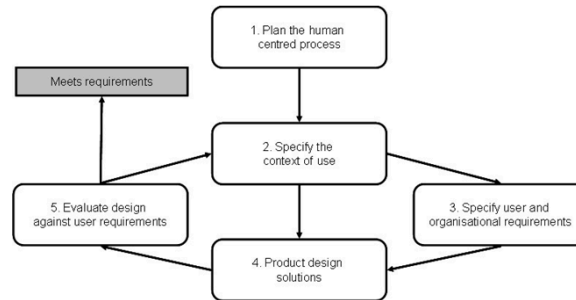 1. Plan the human
centred process
Meets requirements
2. Specify the
context of use
5. Evaluate design
against user requirements
3. Specify user and
organisational requirements
4. Product design
solutions